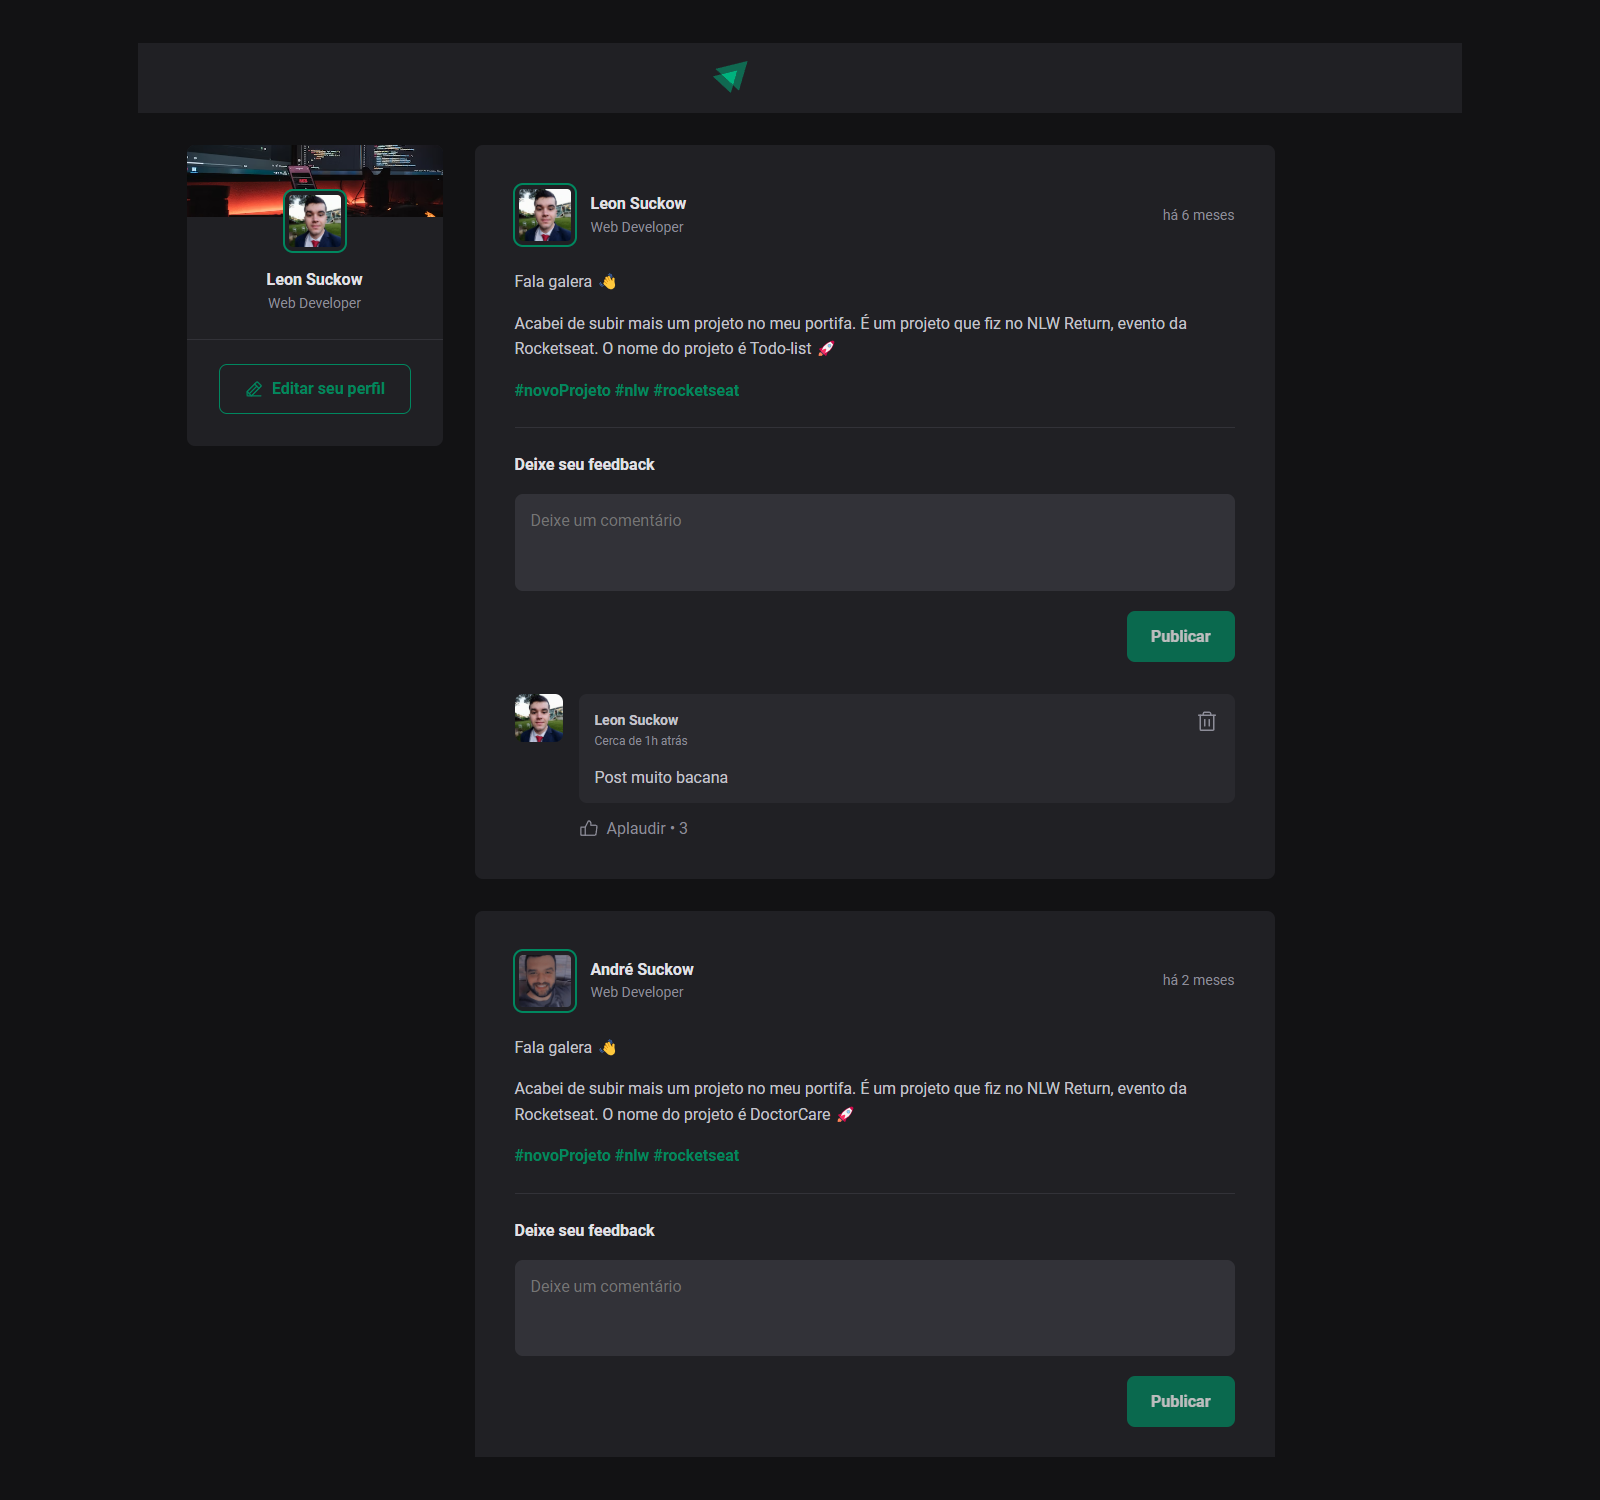 Leon Suckow
Web Developer
Editar seu perfil
Leon Suckow
Web Developer
há 6 meses
Fala galera 👋
Acabei de subir mais um projeto no meu portifa. É um projeto que fiz no NLW Return, evento da
Rocketseat. O nome do projeto é Todo-list 🚀
#novoProjeto #nlw #rocketseat
Deixe seu feedback
Deixe um comentário
Publicar
Leon Suckow
Cerca de 1h atrás
Post muito bacana
Aplaudir • 3
André Suckow
Web Developer
há 2 meses
Fala galera 👋
Acabei de subir mais um projeto no meu portifa. É um projeto que fiz no NLW Return, evento da
Rocketseat. O nome do projeto é DoctorCare 🚀
#novoProjeto #nlw #rocketseat
Deixe seu feedback
Deixe um comentário
Publicar